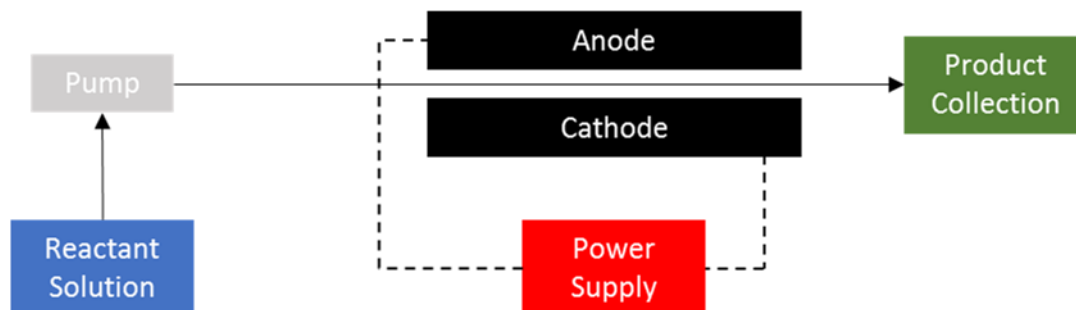 Anode
Pump
Product
Collection
Cathode
Reactant
Solution
Power
Supply